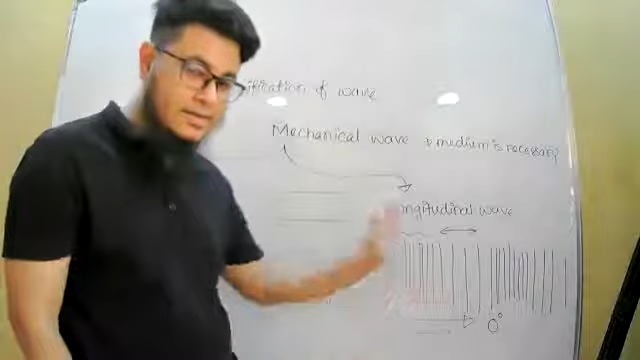 of wave
Mechanical wave → medium is necessary
Longitudinal wave
0°